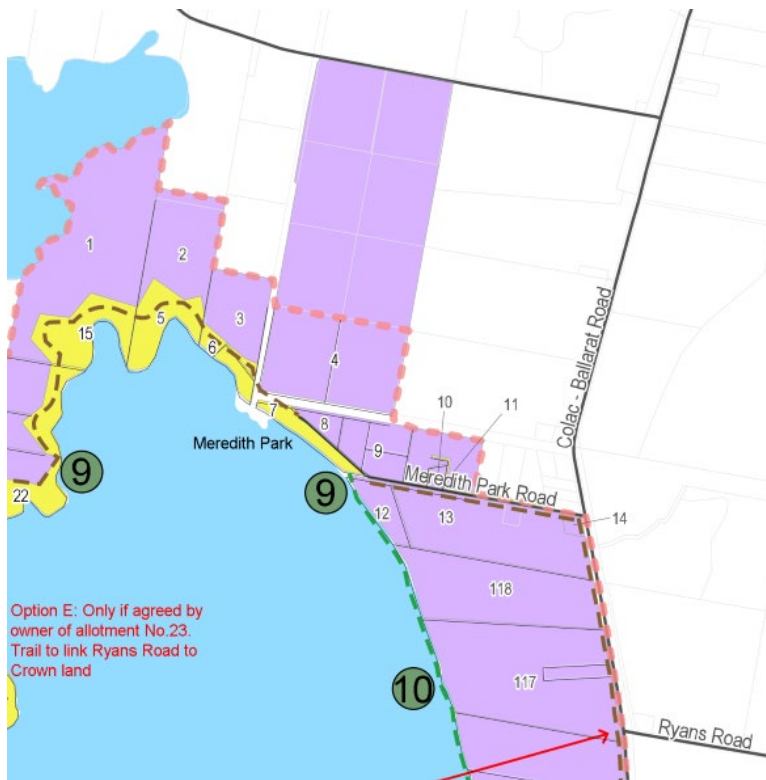 1
2
3
4
5
15
6
7
8
9
10
11
Colac - Ballarat Road
Meredith Park
Meredith Park Road
9
9
22
12
13
14
118
Option E: Only if agreed by
owner of allotment No.23.
Trail to link Ryans Road to
Crown land
10
117
Ryans Road